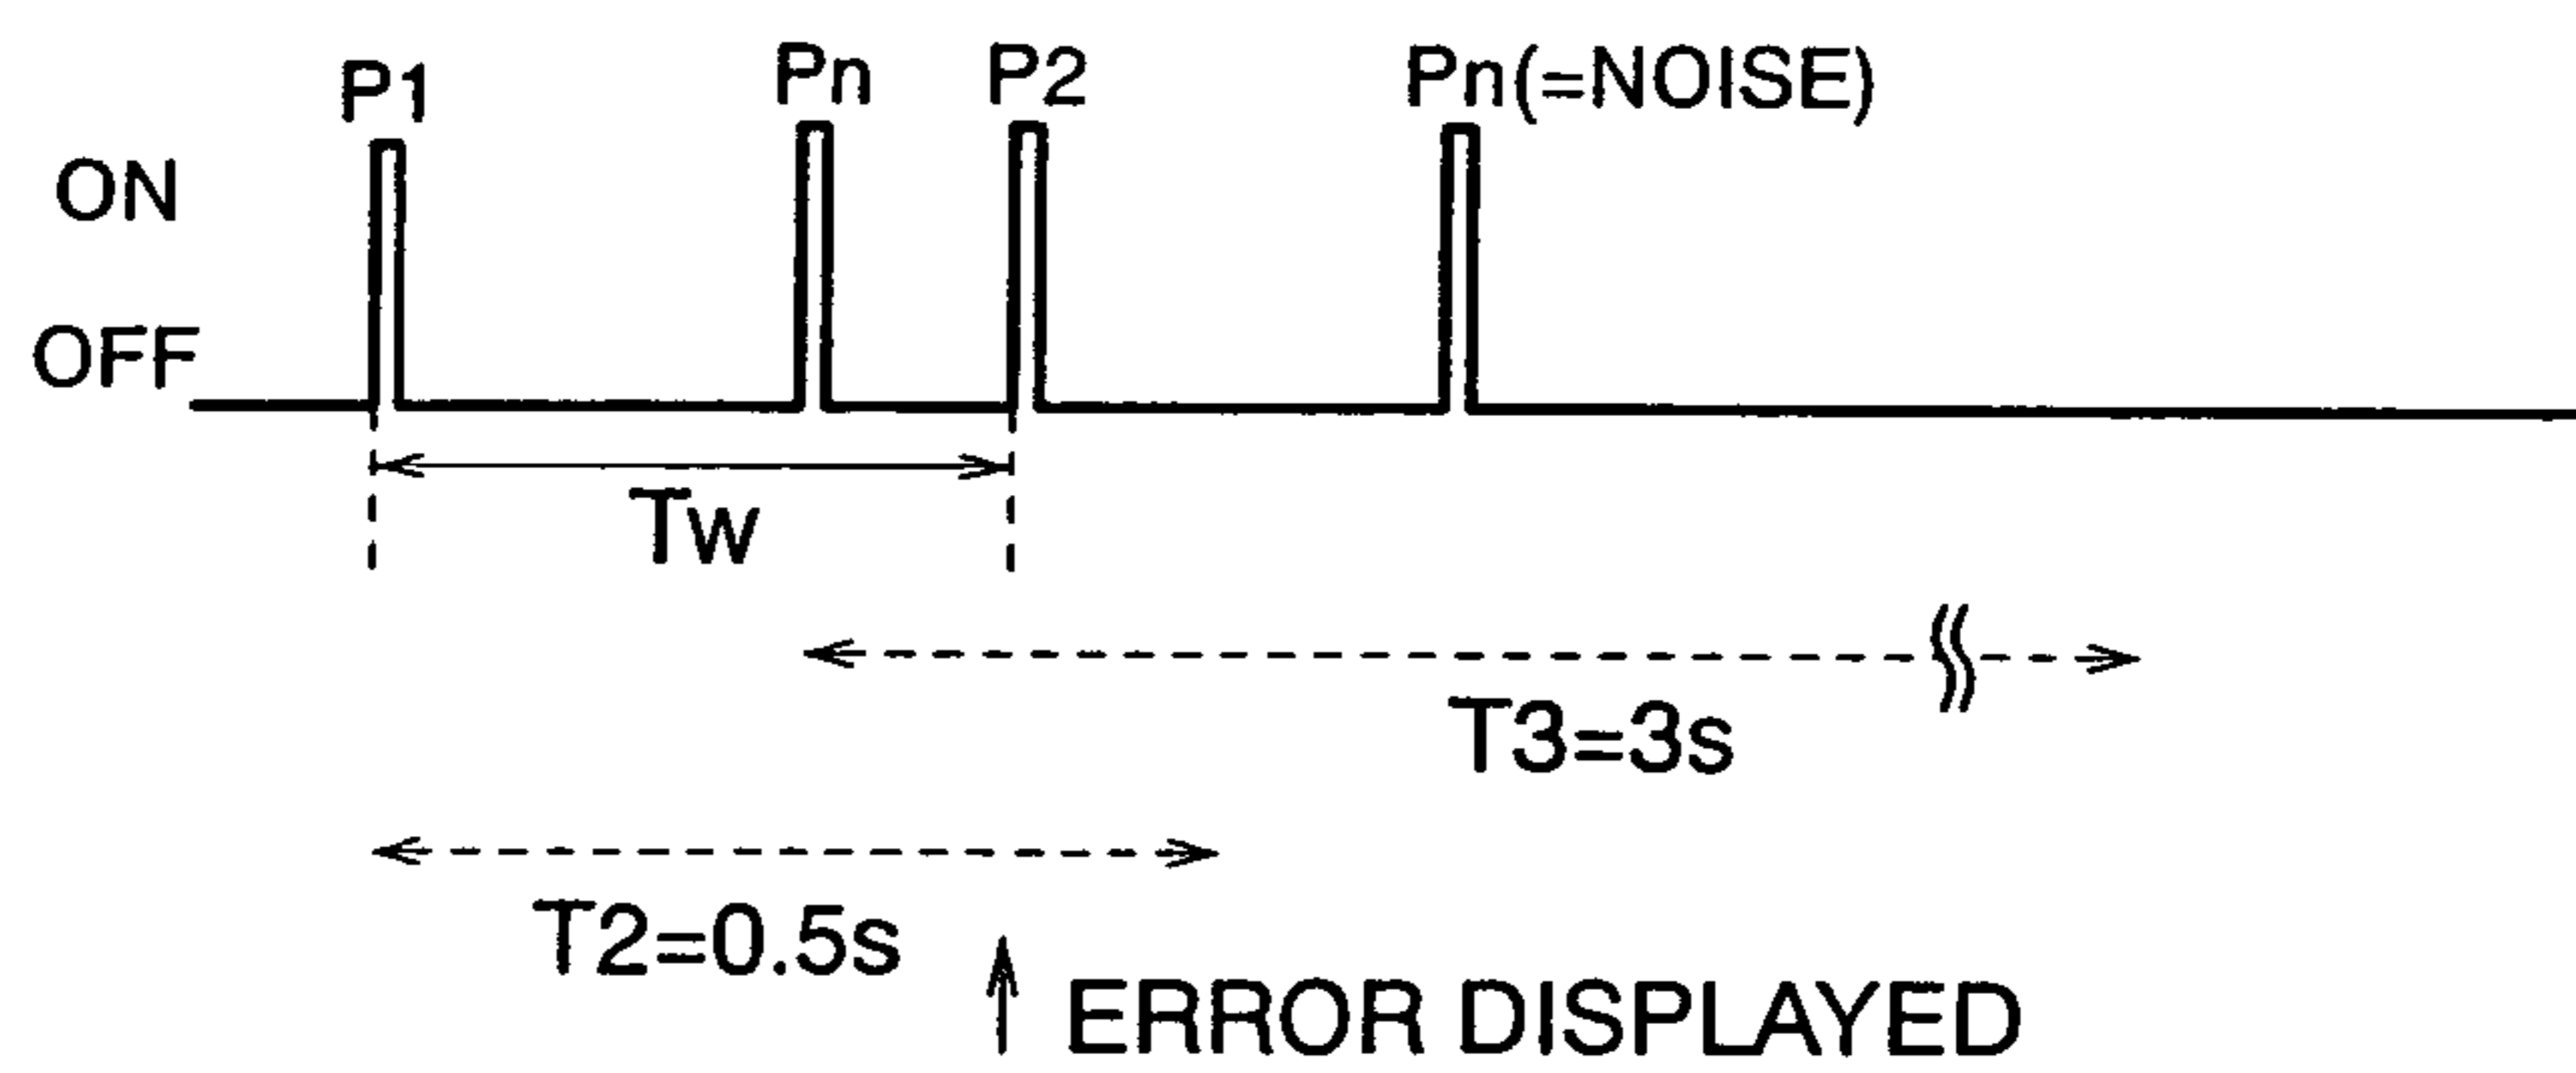 P1 Pn P2 Pn(=NOISE)
ON
OFF
Tw
T3=3s
T2=0.5s
ERROR DISPLAYED